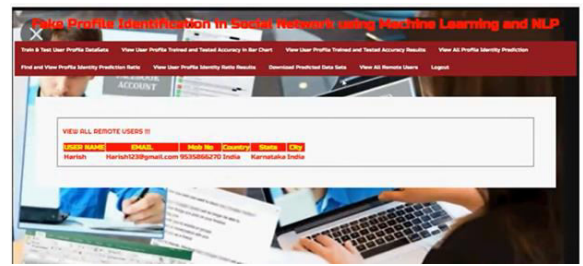 Fake Profile Identification in Social Network using Machine Learning and NLP
Train & Test User Profile DataSets View User Profile Trained and Tested Accuracy in Bar Chart View User Profile Trained and Tested Accuracy Results View All Profile Identity Prediction
Find and View Profile Identity Prediction Ratio View User Profile Identity Ratio Results Download Predicted Data Sets View All Remote Users Logout
FACEBOOK
ACCOUNT
VIEW ALL REMOTE USERS !!!
USER NAME EMAIL Mob No Country State City
Harish Harish123@gmail.com 9535866270 India Karnataka India